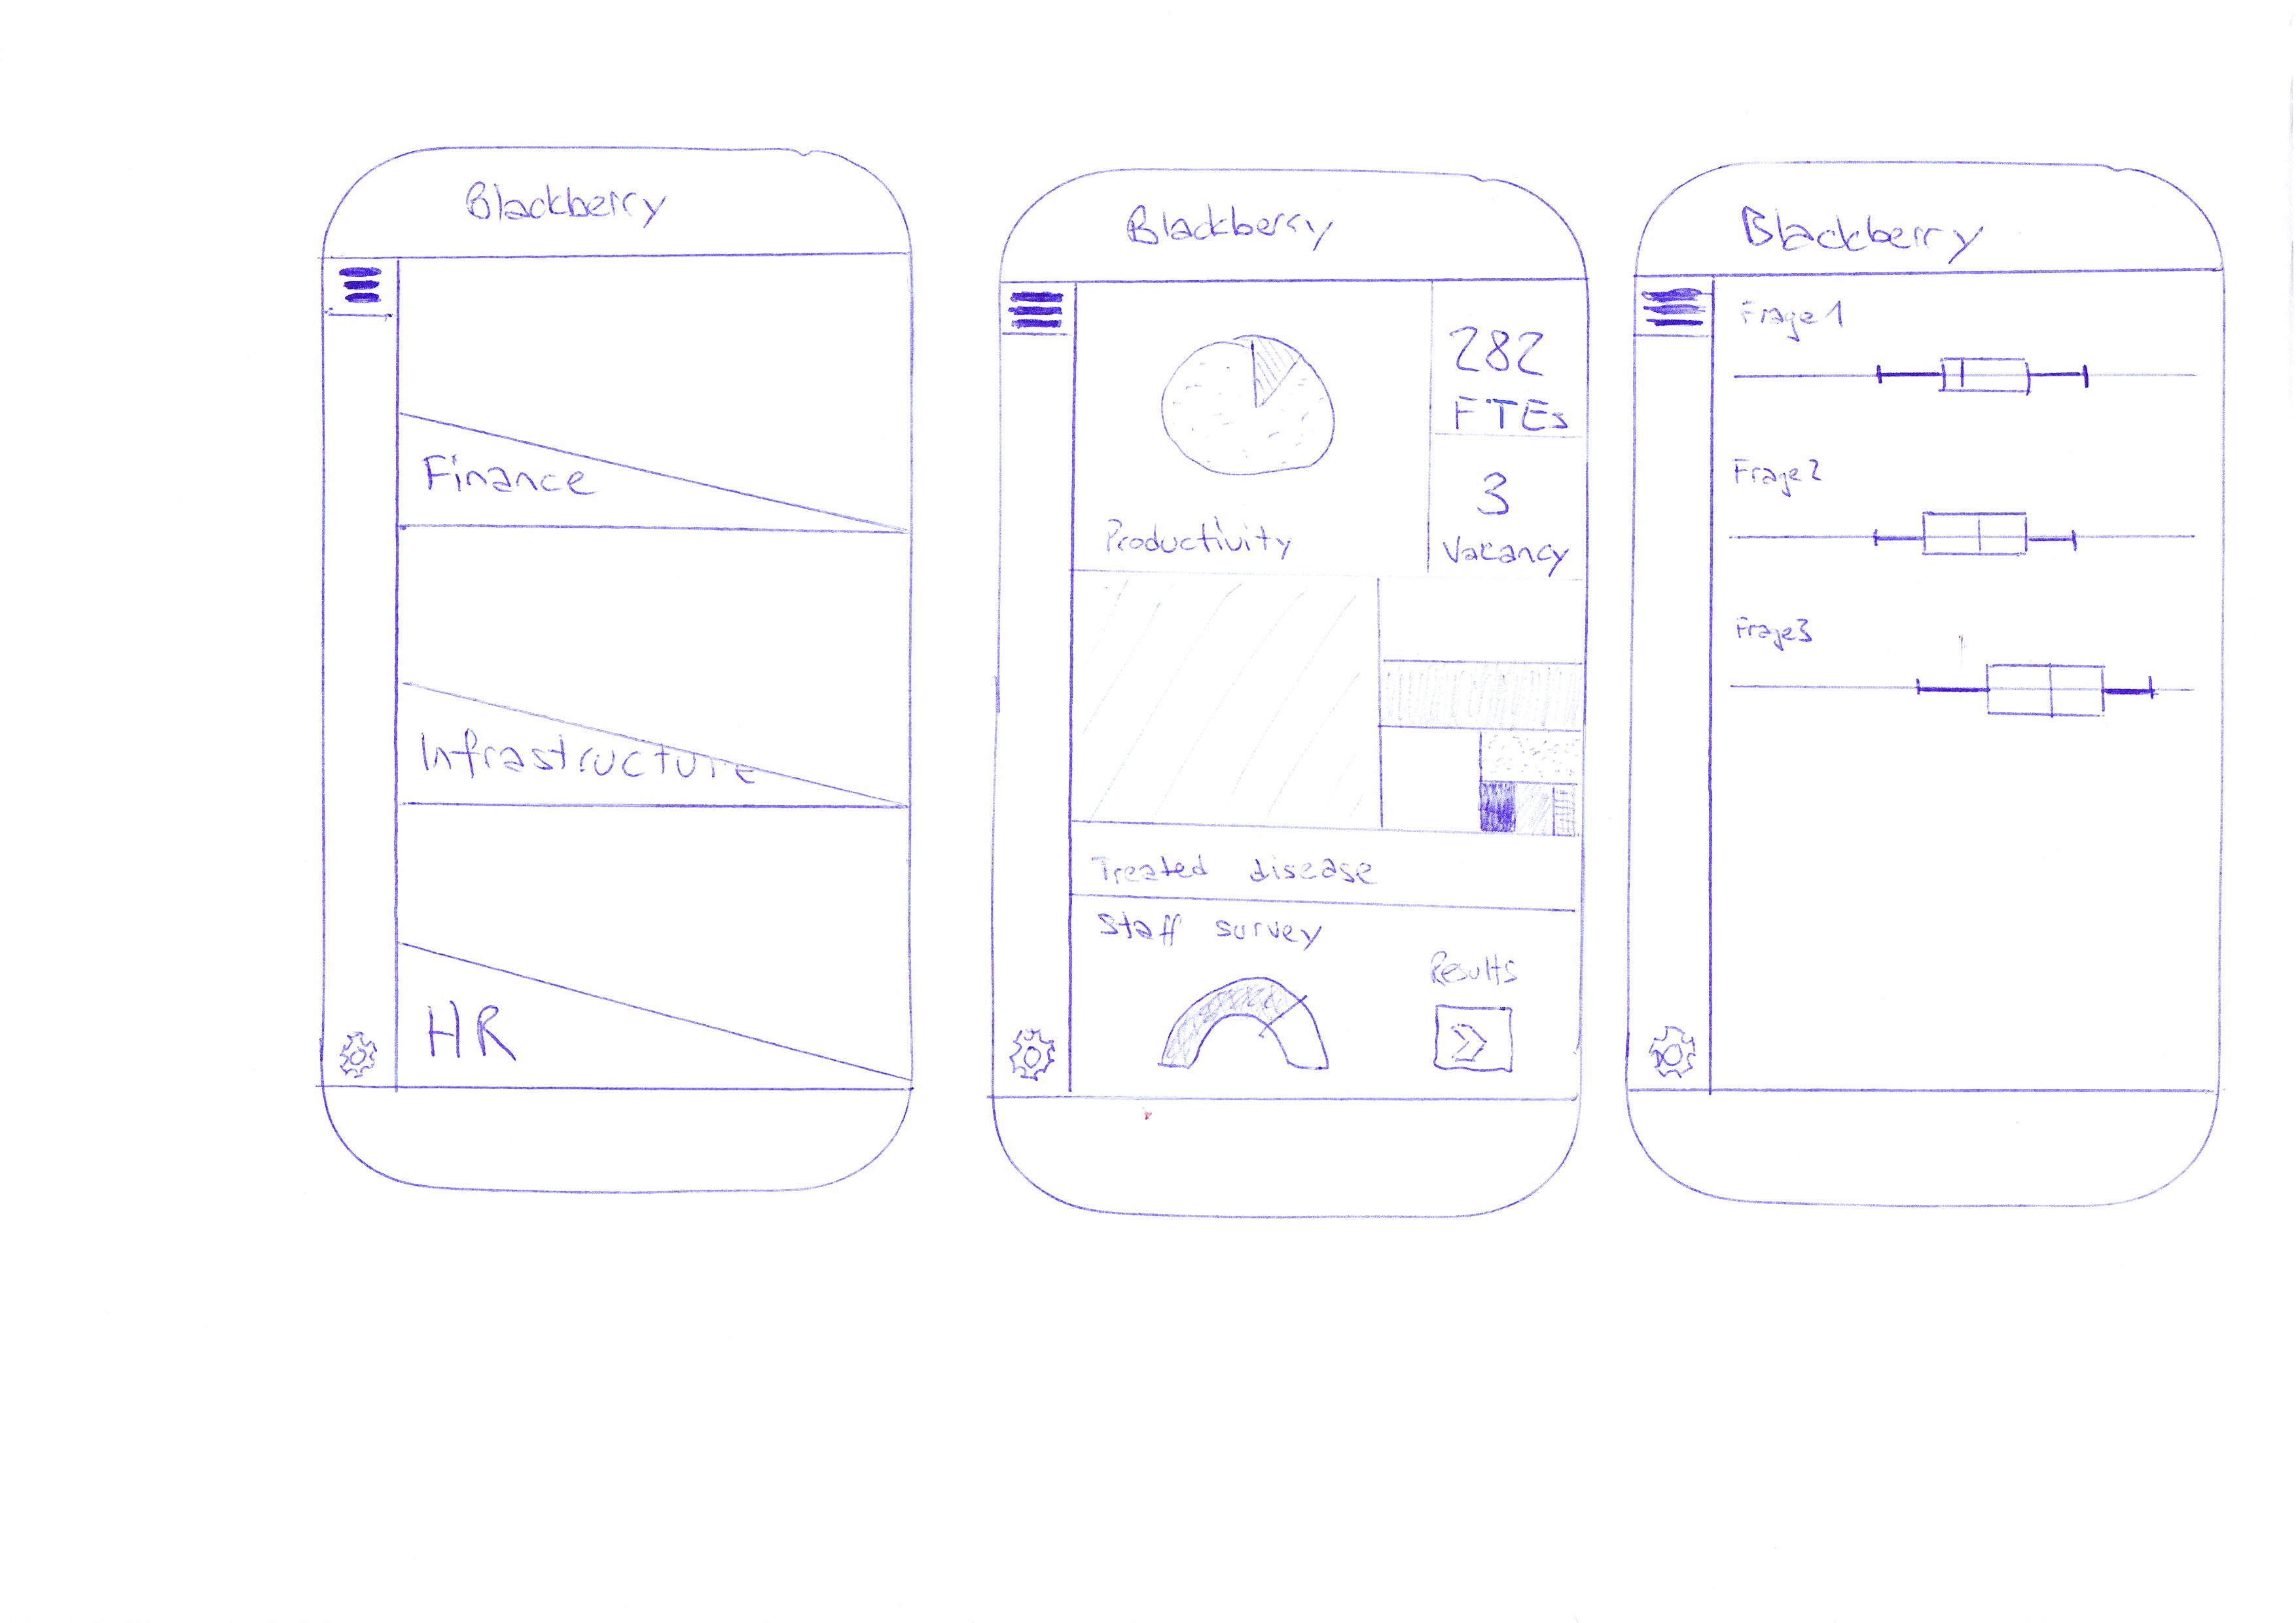 Blackberry
Finance
Infrastructure
HR
Blackberry
282
FTEs
3
Vacancy
Productivity
Treated disease
Staff survey
Results
Blackberry
Frage 1
Frage 2
Frage 3